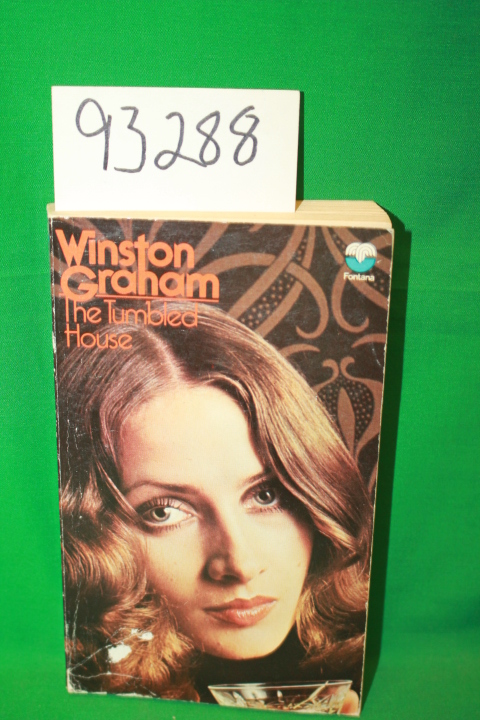 93288
Winston
Graham
The Tumbled
House
Fontana